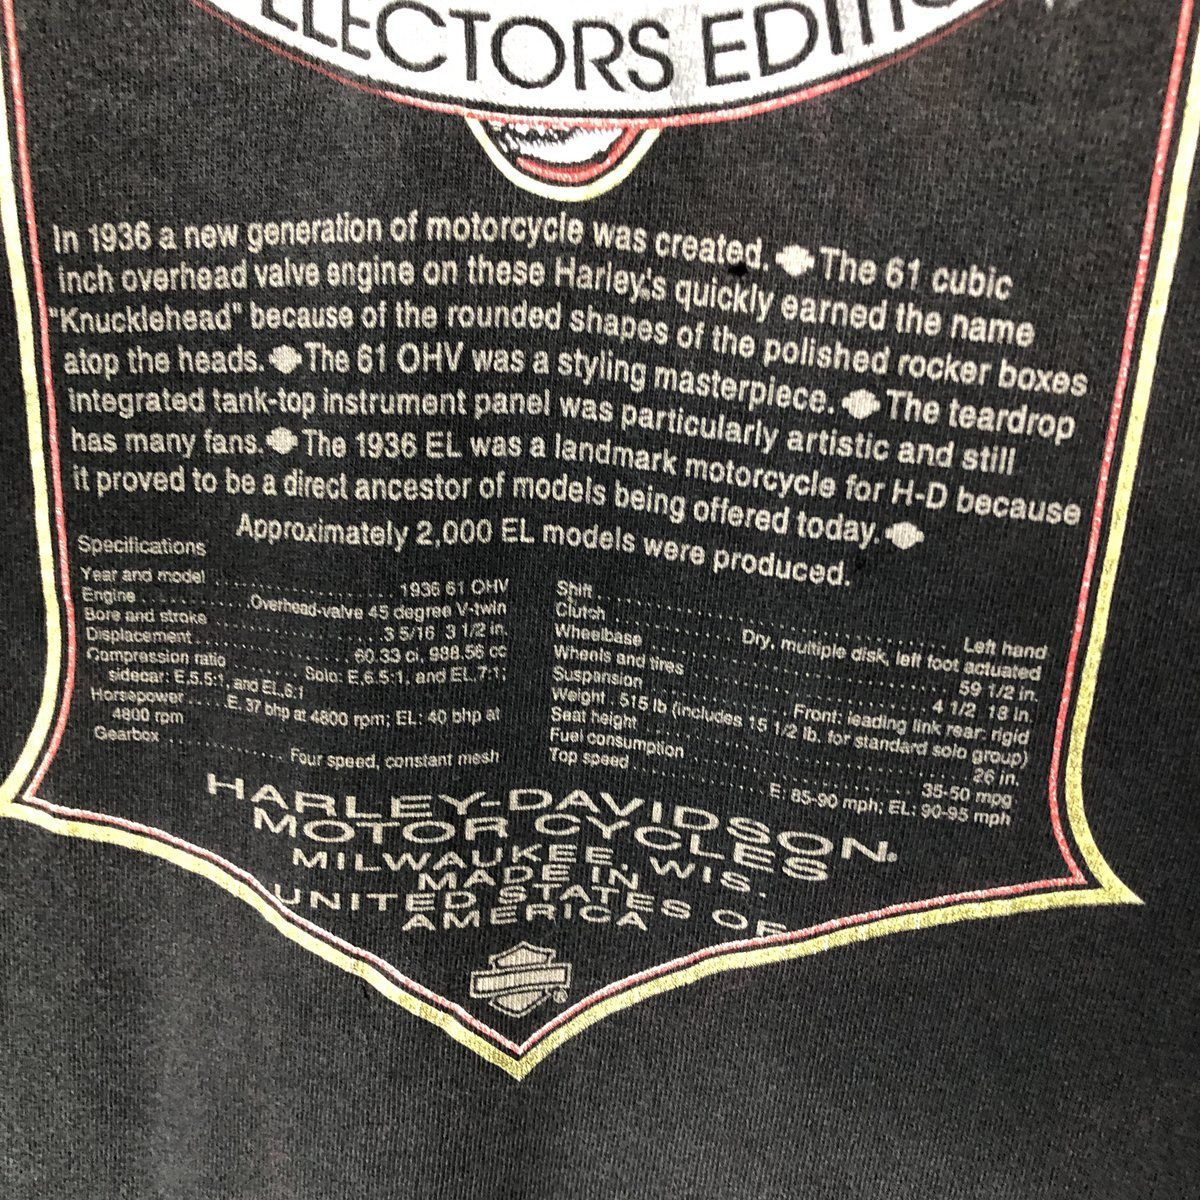 LLECTORS EDITIO
In 1936 a new generation of motorcycle was created. The 61 cubic
inch overhead valve engine on these Harley's quickly earned the name
"Knucklehead" because of the rounded shapes of the polished rocker boxes
atop the heads. The 61 OHV was a styling masterpiece. The teardrop
integrated tank-top instrument panel was particularly artistic and still
has many fans. The 1936 EL was a landmark motorcycle for H-D because
it proved to be a direct ancestor of models being offered today.
Approximately 2,000 EL models were produced.
Specifications
Year and model .......... 1936 61 OHV
Engine .......... Overhead-valve 45 degree V-twin
Bore and stroke .......... 3 5/16 3 1/2 in.
Displacement .......... 60.33 ci, 988.56 cc
Compression ratio .......... Solo: E,6.5:1, and EL,7:1;
sidecar: E,5.5:1, and EL,6:1
Horsepower .......... E. 37 bhp at 4800 rpm; EL: 40 bhp at
4800 rpm
Gearbox .......... Four speed, constant mesh
Shift .......... Left hand
Clutch .......... Dry, multiple disk, left foot actuated
Wheelbase .......... 59 1/2 in.
Wheels and tires .......... 4 1/2 18 in.
Suspension .......... Front: leading link rear: rigid
Weight . 515 lb (includes 15 1/2 lb. for standard solo group)
Seat height .......... 26 in.
Fuel consumption .......... 35-50 mpg
Top speed .......... E: 85-90 mph; EL: 90-95 mph
HARLEY-DAVIDSON.
MOTOR CYCLES
MILWAUKEE, WIS.
MADE IN
UNITED STATES OF
AMERICA
®